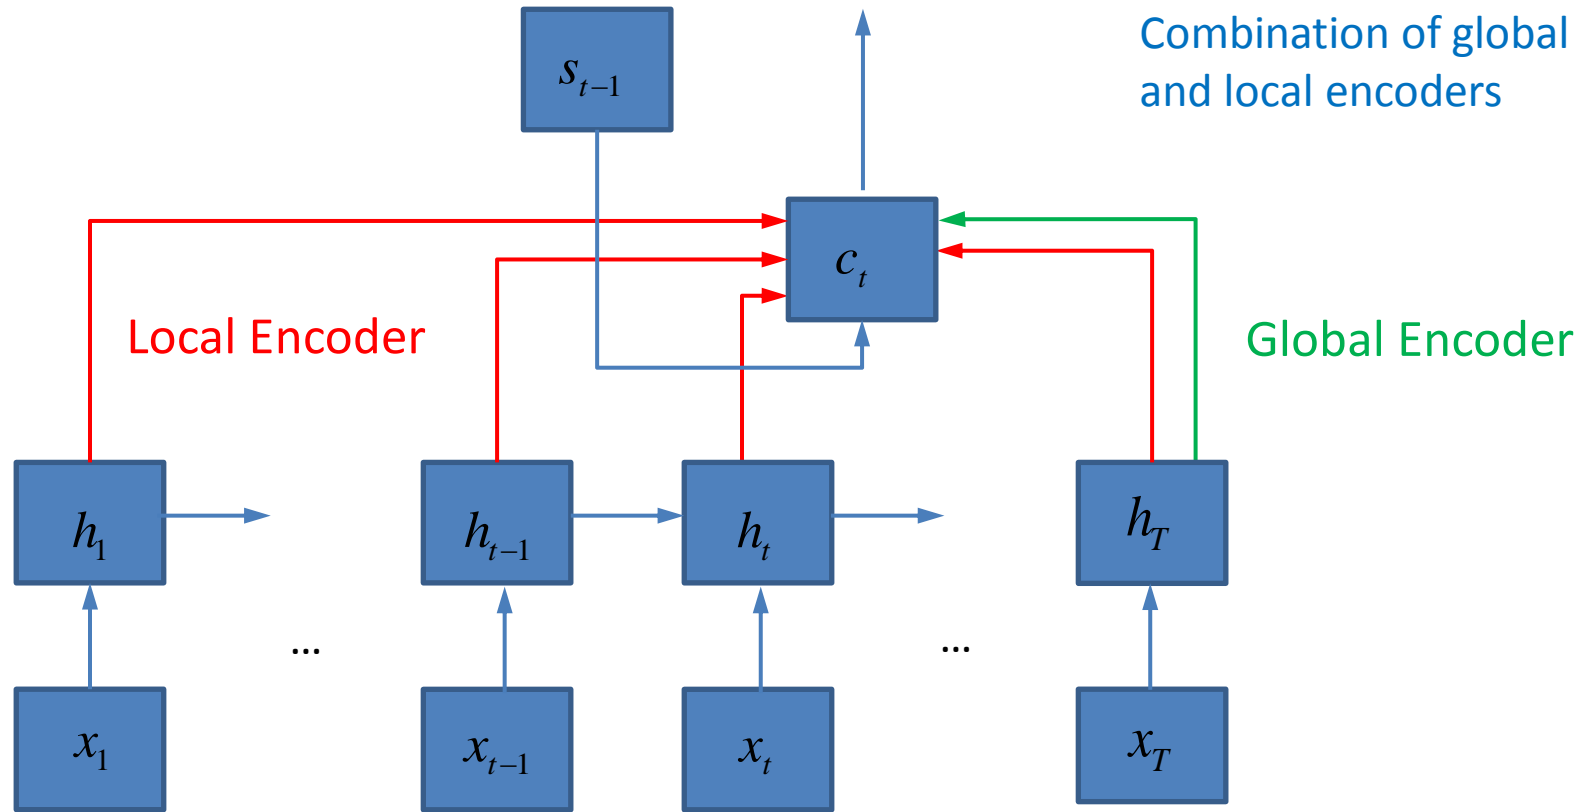 Combination of global
and local encoders
s_{t-1}
c_t
Local Encoder
Global Encoder
h_1
h_{t-1}
h_t
h_T
...
...
x_1
x_{t-1}
x_t
x_T